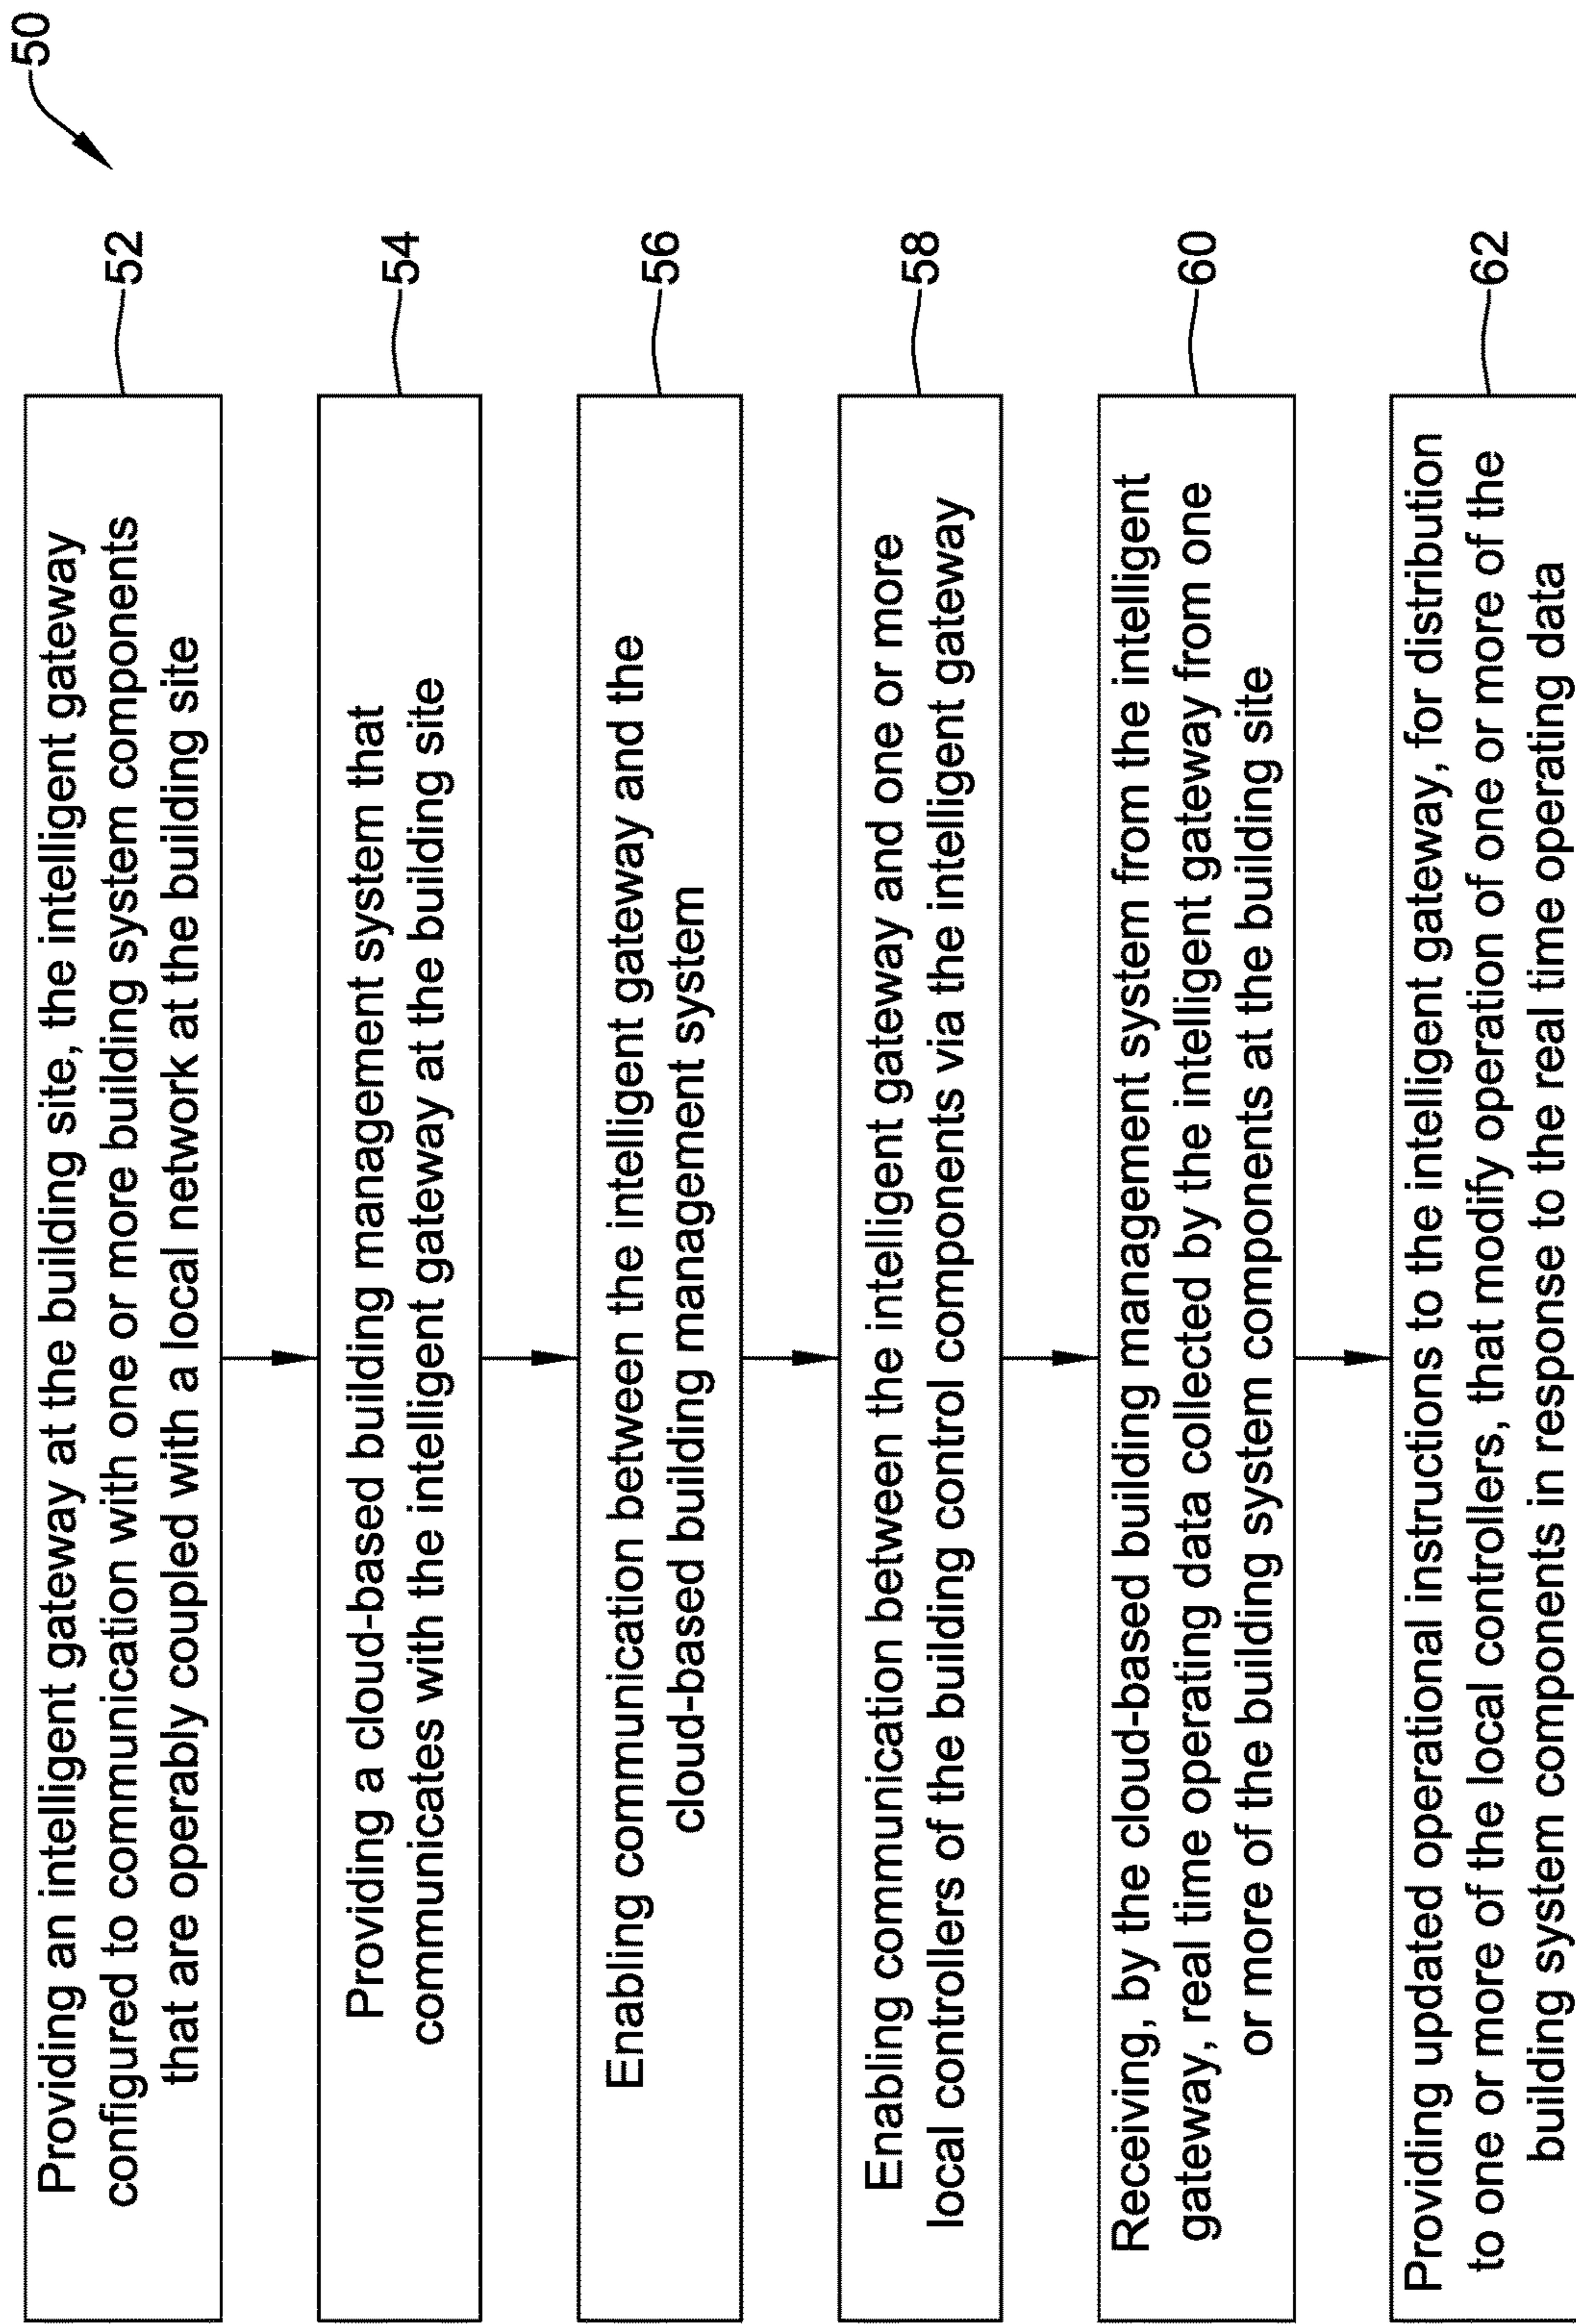 50
Providing an intelligent gateway at the building site, the intelligent gateway
configured to communication with one or more building system components
that are operably coupled with a local network at the building site
52
Providing a cloud-based building management system that
communicates with the intelligent gateway at the building site
54
Enabling communication between the intelligent gateway and the
cloud-based building management system
56
Enabling communication between the intelligent gateway and one or more
local controllers of the building control components via the intelligent gateway
58
Receiving, by the cloud-based building management system from the intelligent
gateway, real time operating data collected by the intelligent gateway from one
or more of the building system components at the building site
60
Providing updated operational instructions to the intelligent gateway, for distribution
to one or more of the local controllers, that modify operation of one or more of the
building system components in response to the real time operating data
62